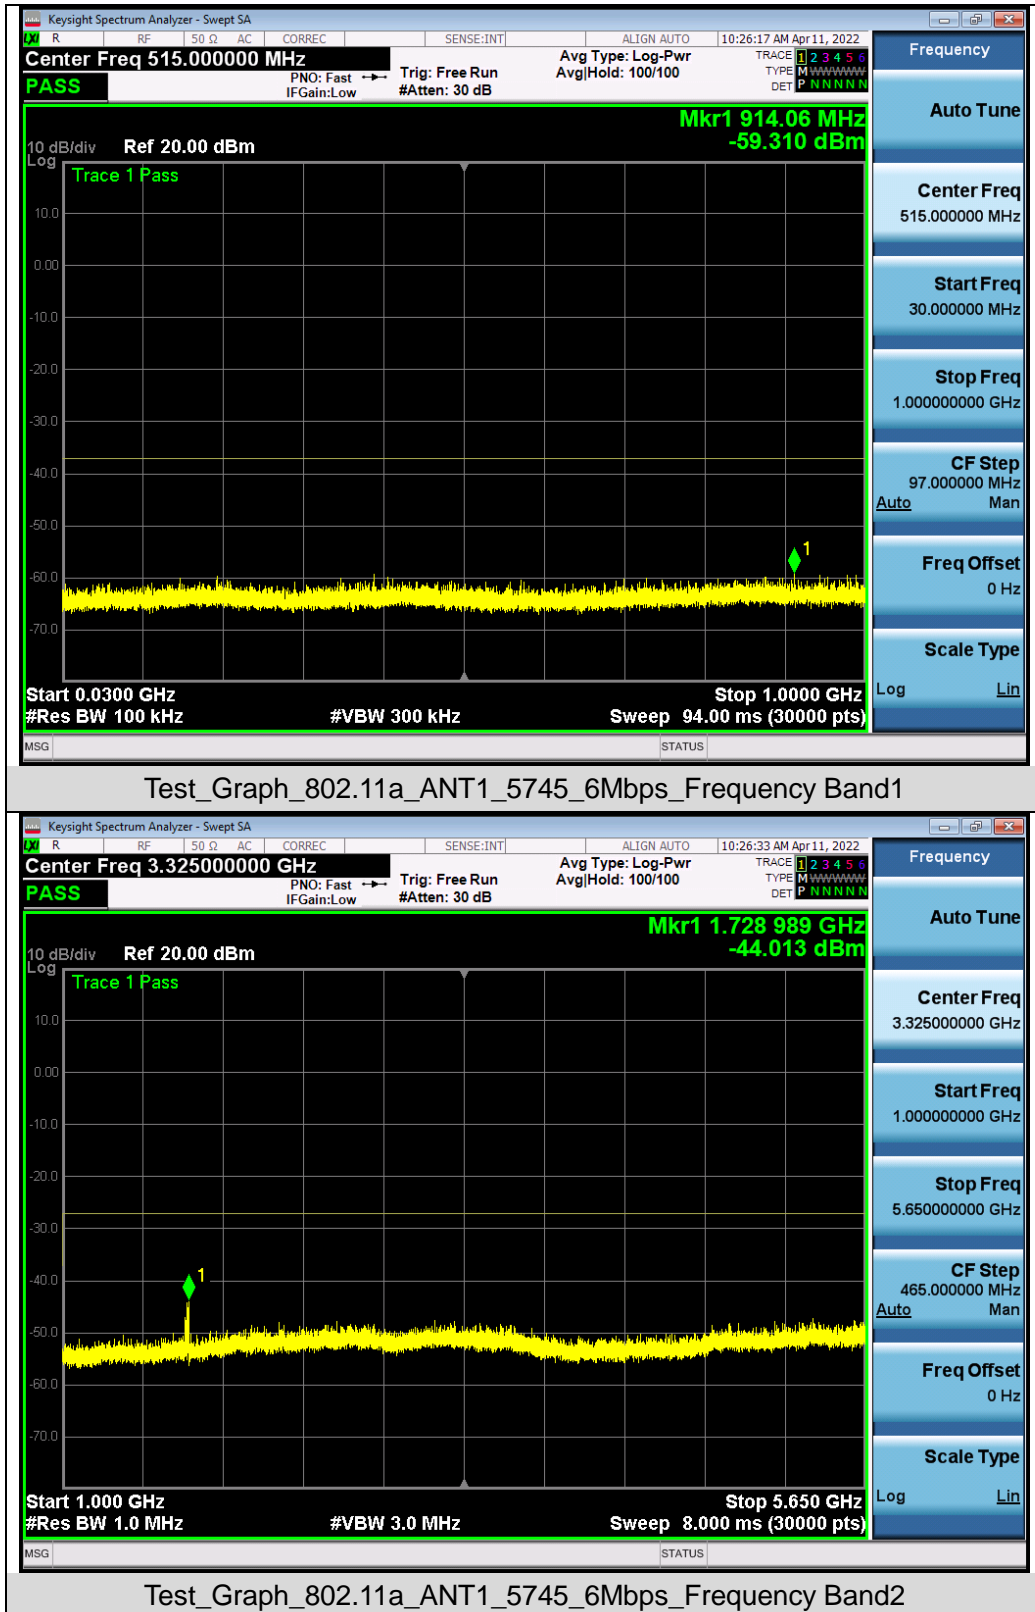 Keysight Spectrum Analyzer - Swept SA
LXI R RF 50 Ω AC CORREC SENSE:INT ALIGN AUTO 10:26:17 AM Apr 11, 2022
Center Freq 515.000000 MHz
PASS
PNO: Fast
IFGain:Low
Trig: Free Run
#Atten: 30 dB
Avg Type: Log-Pwr
Avg|Hold: 100/100
TRACE 1 2 3 4 5 6
TYPE M WWWWW
DET P N N N N N
Mkr1 914.06 MHz
-59.310 dBm
10 dB/div Ref 20.00 dBm
Log
Trace 1 Pass
10.0
0.00
-10.0
-20.0
-30.0
-40.0
-50.0
1
-60.0
-70.0
Start 0.0300 GHz Stop 1.0000 GHz
#Res BW 100 kHz #VBW 300 kHz Sweep 94.00 ms (30000 pts)
MSG STATUS
Frequency
Auto Tune
Center Freq
515.000000 MHz
Start Freq
30.000000 MHz
Stop Freq
1.000000000 GHz
CF Step
97.000000 MHz
Auto Man
Freq Offset
0 Hz
Scale Type
Log Lin
Test_Graph_802.11a_ANT1_5745_6Mbps_Frequency Band1
Keysight Spectrum Analyzer - Swept SA
LXI R RF 50 Ω AC CORREC SENSE:INT ALIGN AUTO 10:26:33 AM Apr 11, 2022
Center Freq 3.325000000 GHz
PASS
PNO: Fast
IFGain:Low
Trig: Free Run
#Atten: 30 dB
Avg Type: Log-Pwr
Avg|Hold: 100/100
TRACE 1 2 3 4 5 6
TYPE M WWWWW
DET P N N N N N
Mkr1 1.728 989 GHz
-44.013 dBm
10 dB/div Ref 20.00 dBm
Log
Trace 1 Pass
10.0
0.00
-10.0
-20.0
-30.0
1
-40.0
-50.0
-60.0
-70.0
Start 1.000 GHz Stop 5.650 GHz
#Res BW 1.0 MHz #VBW 3.0 MHz Sweep 8.000 ms (30000 pts)
MSG STATUS
Frequency
Auto Tune
Center Freq
3.325000000 GHz
Start Freq
1.000000000 GHz
Stop Freq
5.650000000 GHz
CF Step
465.000000 MHz
Auto Man
Freq Offset
0 Hz
Scale Type
Log Lin
Test_Graph_802.11a_ANT1_5745_6Mbps_Frequency Band2